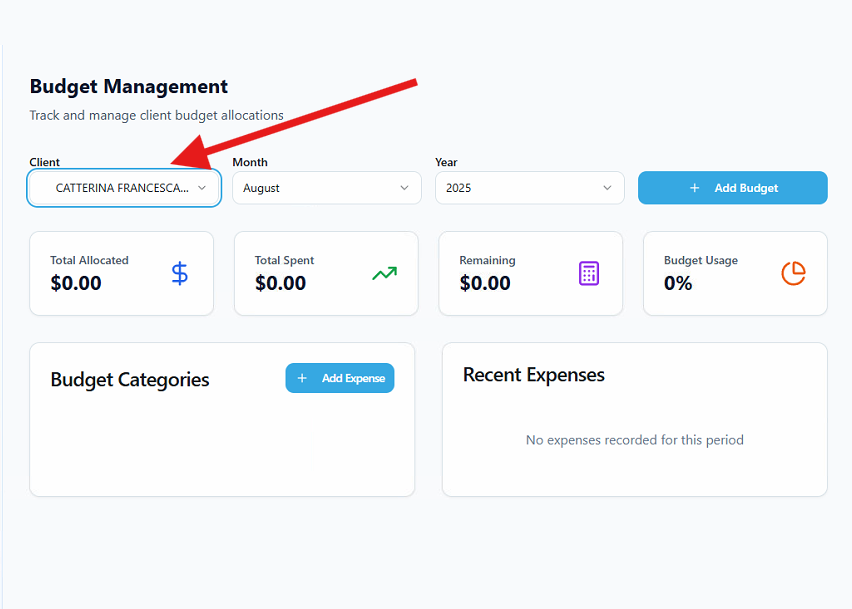 Budget Management
Track and manage client budget allocations
Client Month Year
CATTERINA FRANCESCA... August 2025 + Add Budget
Total Allocated Total Spent Remaining Budget Usage
$0.00 $0.00 $0.00 0%
Budget Categories + Add Expense Recent Expenses
No expenses recorded for this period